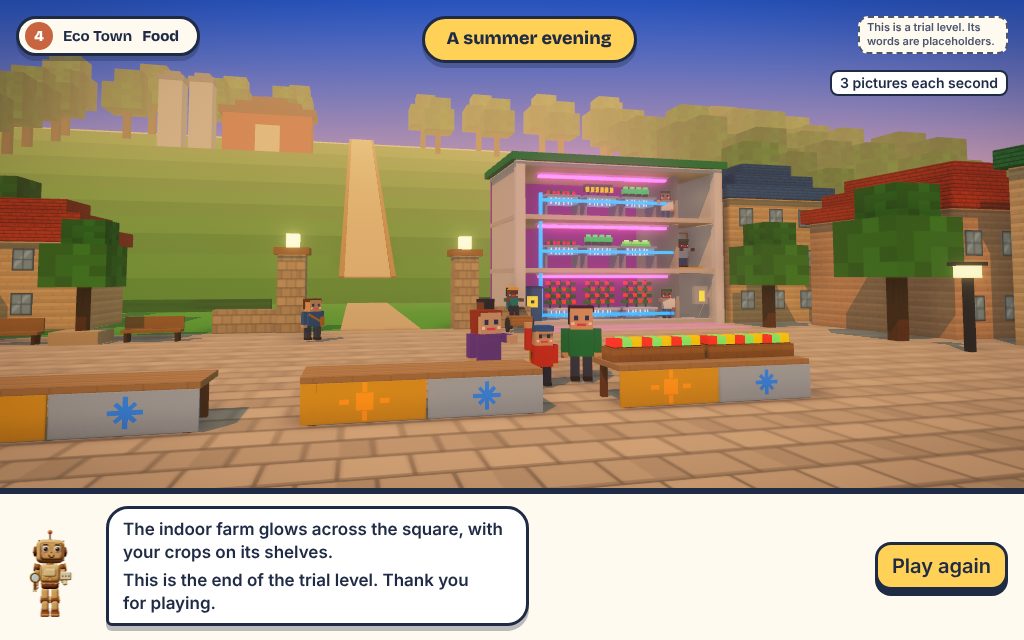 4 Eco Town Food
A summer evening
This is a trial level. Its
words are placeholders.
3 pictures each second
The indoor farm glows across the square, with
your crops on its shelves.
This is the end of the trial level. Thank you
for playing.
Play again